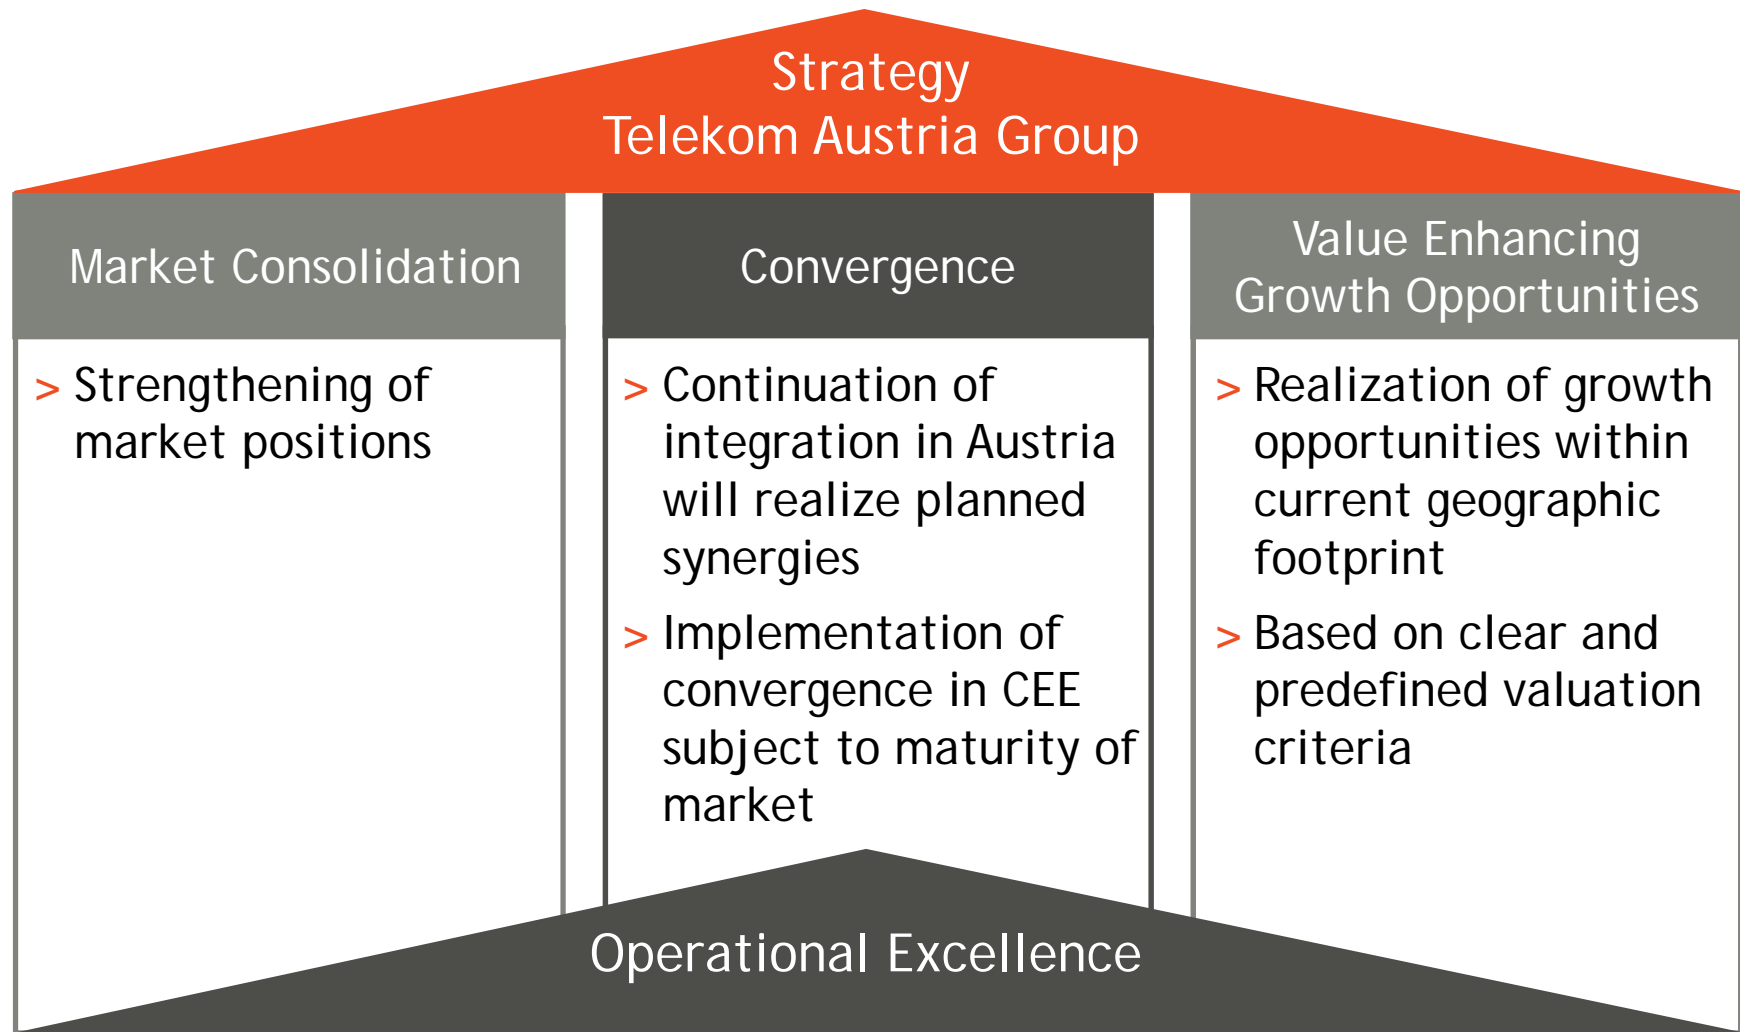 Strategy
Telekom Austria Group
Market Consolidation
> Strengthening of
market positions
Convergence
> Continuation of
integration in Austria
will realize planned
synergies
> Implementation of
convergence in CEE
subject to maturity of
market
Value Enhancing
Growth Opportunities
> Realization of growth
opportunities within
current geographic
footprint
> Based on clear and
predefined valuation
criteria
Operational Excellence